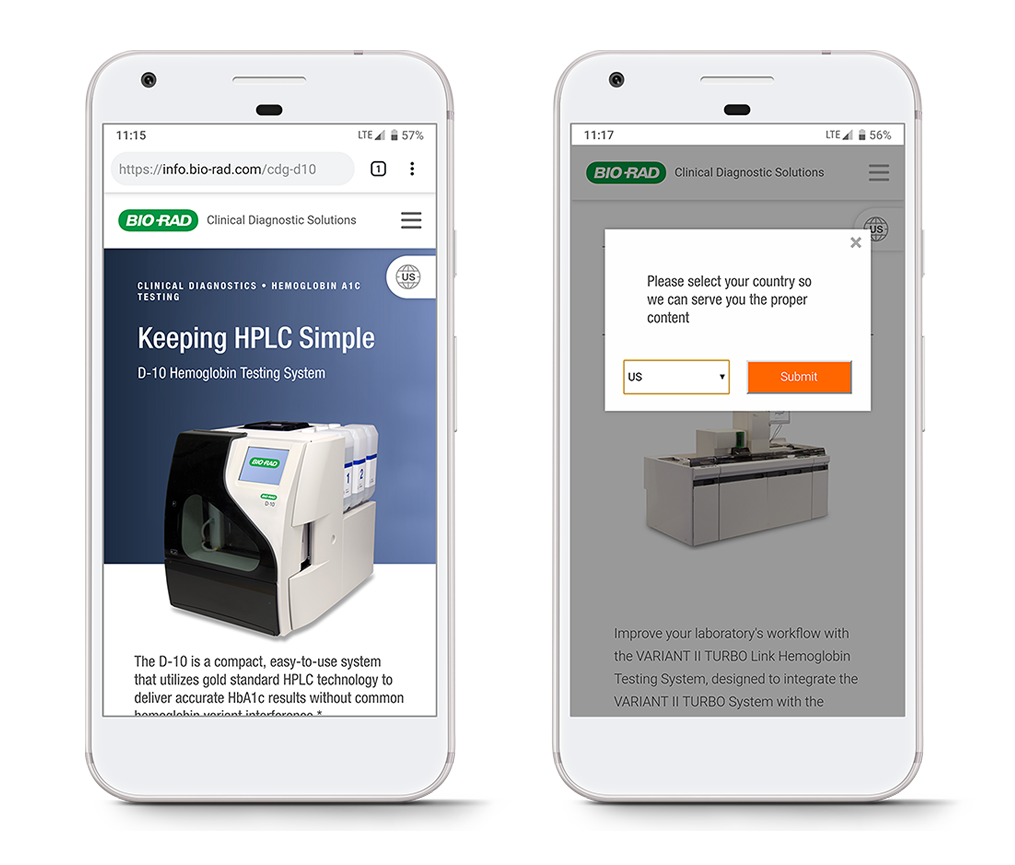 11:15
LTE 57%
https://info.bio-rad.com/cdg-d10
1
BIO-RAD Clinical Diagnostic Solutions
US
CLINICAL DIAGNOSTICS • HEMOGLOBIN A1C
TESTING
Keeping HPLC Simple
D-10 Hemoglobin Testing System
BIO-RAD
1 2 3
BIO-RAD
D-10
The D-10 is a compact, easy-to-use system
that utilizes gold standard HPLC technology to
deliver accurate HbA1c results without common
hemoglobin variant interference.*
11:17
LTE 56%
BIO-RAD Clinical Diagnostic Solutions
US
×
Please select your country so
we can serve you the proper
content
US
Submit
Improve your laboratory's workflow with
the VARIANT II TURBO Link Hemoglobin
Testing System, designed to integrate the
VARIANT II TURBO System with the